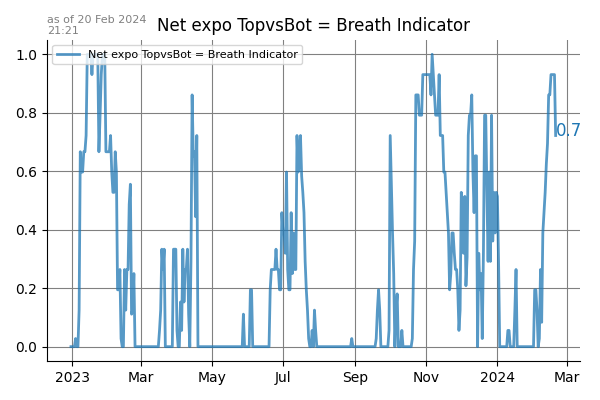 as of 20 Feb 2024
21:21
Net expo TopvsBot = Breath Indicator
Net expo TopvsBot = Breath Indicator
1.0
0.8
0.6
0.4
0.2
0.0
0.7
2023 Mar May Jul Sep Nov 2024 Mar